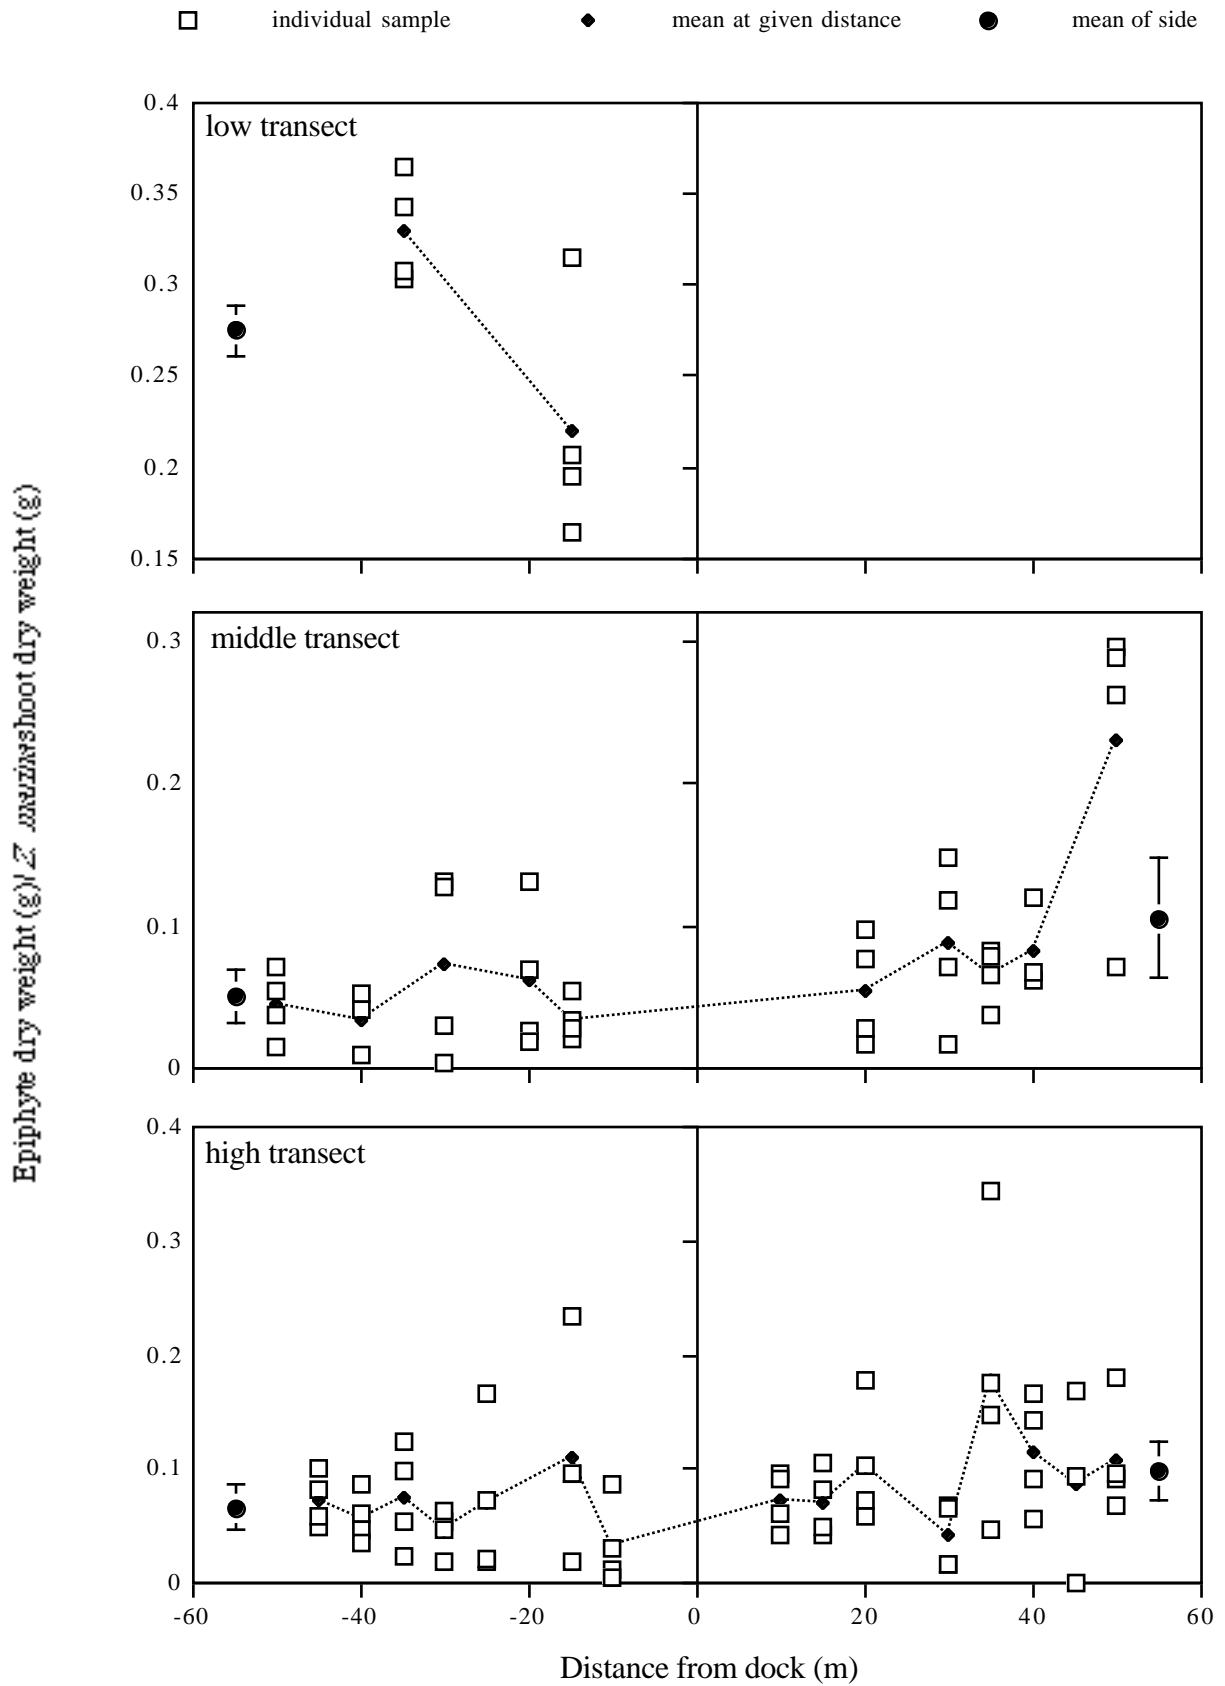 individual sample mean at given distance mean of side
0.4
low transect
0.35
0.3
0.25
0.2
0.15
0.3
middle transect
0.2
0.1
0
0.4
high transect
0.3
0.2
0.1
0
-60 -40 -20 0 20 40 60
Distance from dock (m)
Epiphyte dry weight (g)/ Z. marina shoot dry weight (g)